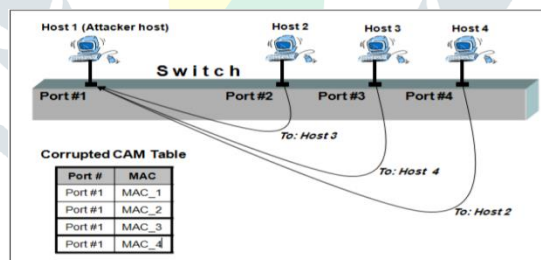 Host 1 (Attacker host) Host 2 Host 3 Host 4
Switch
Port #1 Port #2 Port #3 Port #4
To: Host 3
Corrupted CAM Table
To: Host 4
Port # MAC
Port #1 MAC_1
Port #1 MAC_2
To: Host 2
Port #1 MAC_3
Port #1 MAC_4